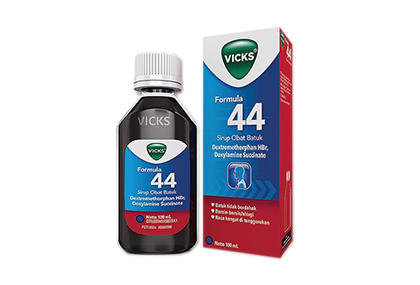 VICKS
VICKS
Formula
44
Sirup Obat Batuk
Dextromethorphan HBr,
Doxylamine Succinate
Netto 100 mL
VICKS
Formula
44
Sirup Obat Batuk
Dextromethorphan HBr,
Doxylamine Succinate
Batuk tidak berdahak
Bersin-bersin/alergi
Rasa hangat di tenggorokan
Netto 100 mL